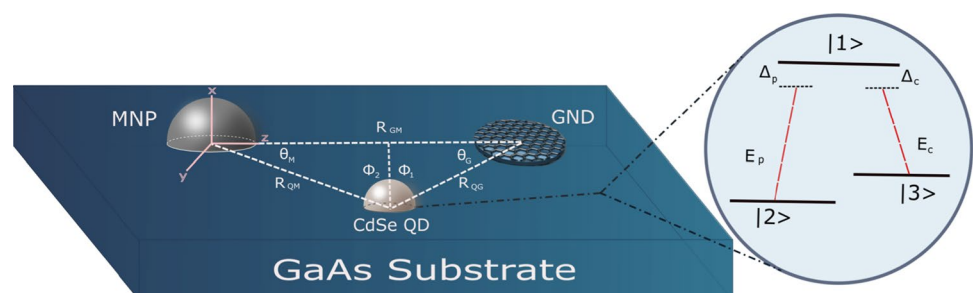 |1>
Δp
Δc
x
MNP
z
R GM
GND
θM
Φ2
Φ1
θG
y
R QM
R QG
Ep
Ec
|3>
|2>
CdSe QD
GaAs Substrate